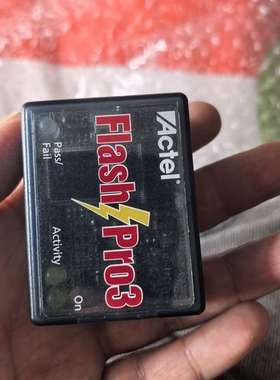 Actel®
Flash Pro3
Pass/
Fail
Activity
On